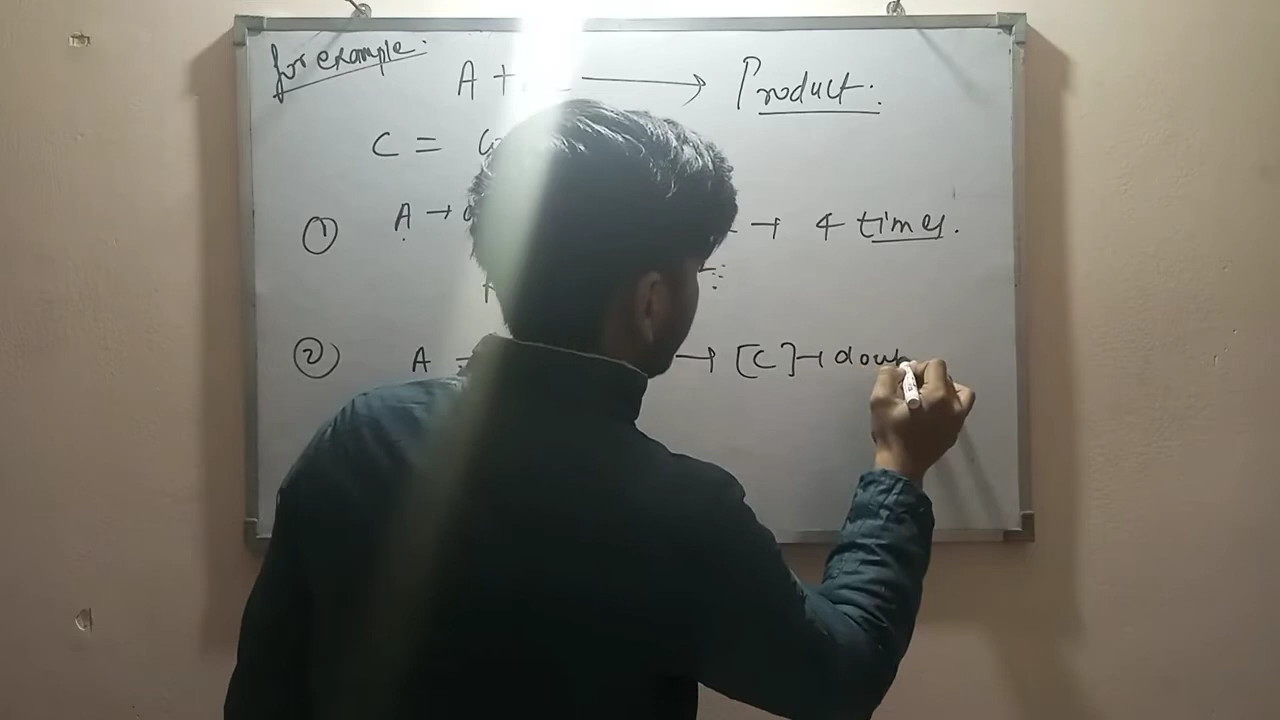 for example:
A + → Product.
C =
① A → → 4 times.
② A → [C] → doub